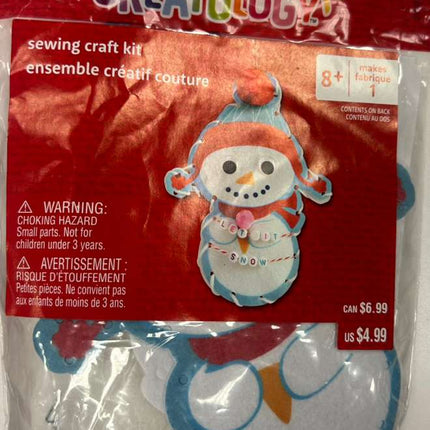 CREATOLOGY
sewing craft kit
ensemble créatif couture
8+
makes
fabrique
1
CONTENTS ON BACK
CONTENU AU DOS
LET IT
SNOW
⚠ WARNING:
CHOKING HAZARD
Small parts. Not for
children under 3 years.
⚠ AVERTISSEMENT :
RISQUE D'ÉTOUFFEMENT
Petites pièces. Ne convient pas
aux enfants de moins de 3 ans.
CAN $6.99
US $4.99